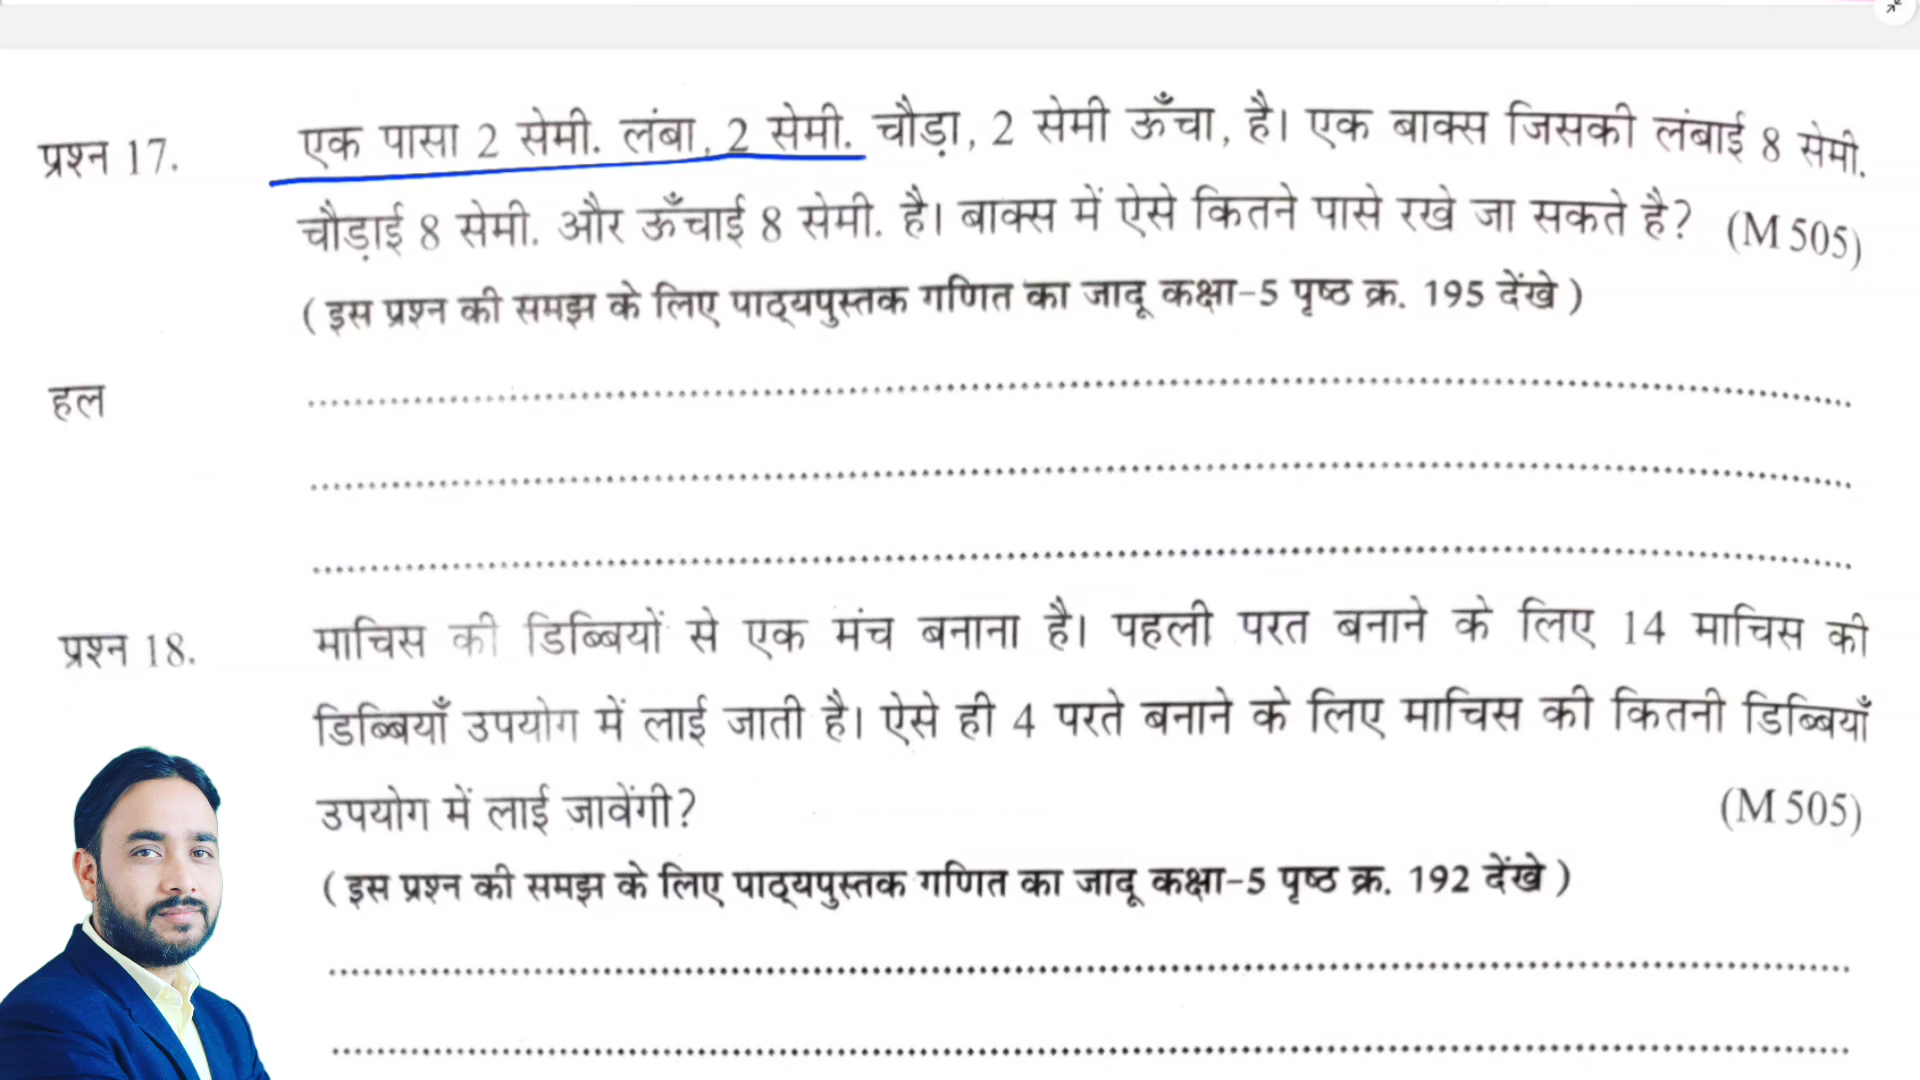 प्रश्न 17. एक पासा 2 सेमी. लंबा, 2 सेमी. चौड़ा, 2 सेमी ऊँचा, है। एक बाक्स जिसकी लंबाई 8 सेमी.
चौड़ाई 8 सेमी. और ऊँचाई 8 सेमी. है। बाक्स में ऐसे कितने पासे रखे जा सकते है? (M 505)
( इस प्रश्न की समझ के लिए पाठ्यपुस्तक गणित का जादू कक्षा-5 पृष्ठ क्र. 195 देंखे )
हल
प्रश्न 18. माचिस की डिब्बियों से एक मंच बनाना है। पहली परत बनाने के लिए 14 माचिस की
डिब्बियाँ उपयोग में लाई जाती है। ऐसे ही 4 परते बनाने के लिए माचिस की कितनी डिब्बियाँ
उपयोग में लाई जावेंगी? (M 505)
( इस प्रश्न की समझ के लिए पाठ्यपुस्तक गणित का जादू कक्षा-5 पृष्ठ क्र. 192 देंखे )